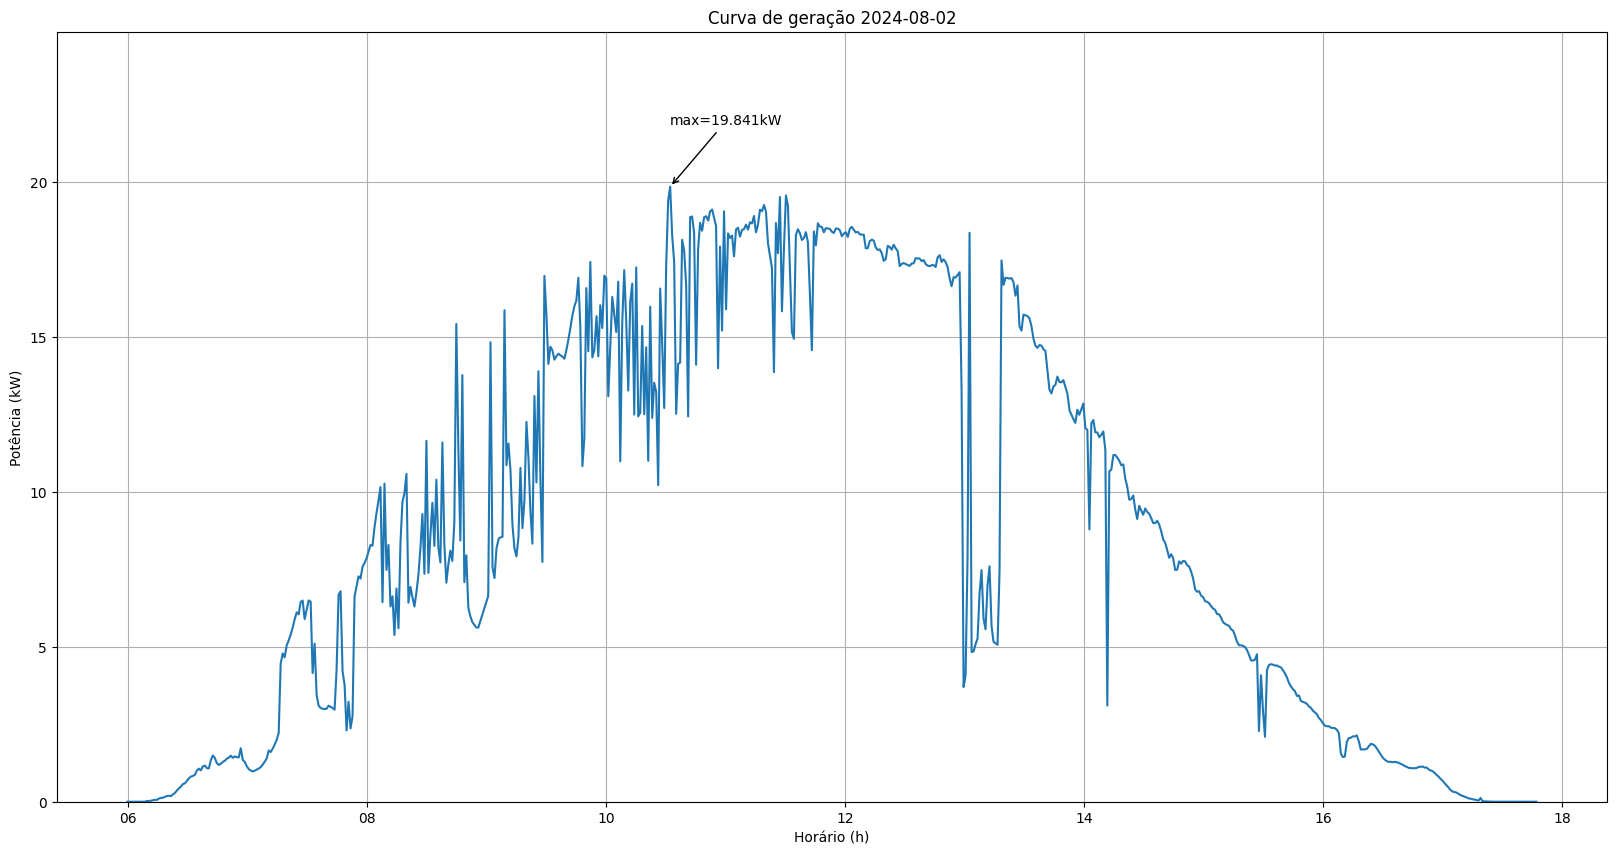 Curva de geração 2024-08-02
max=19.841kW
Potência (kW)
20
15
10
5
0
06 08 10 12 14 16 18
Horário (h)